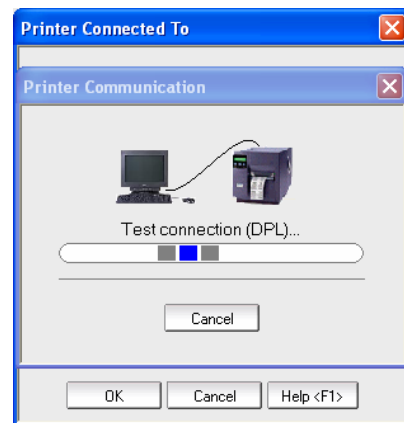 Printer Connected To
Printer Communication
Test connection (DPL)...
Cancel
OK Cancel Help <F1>